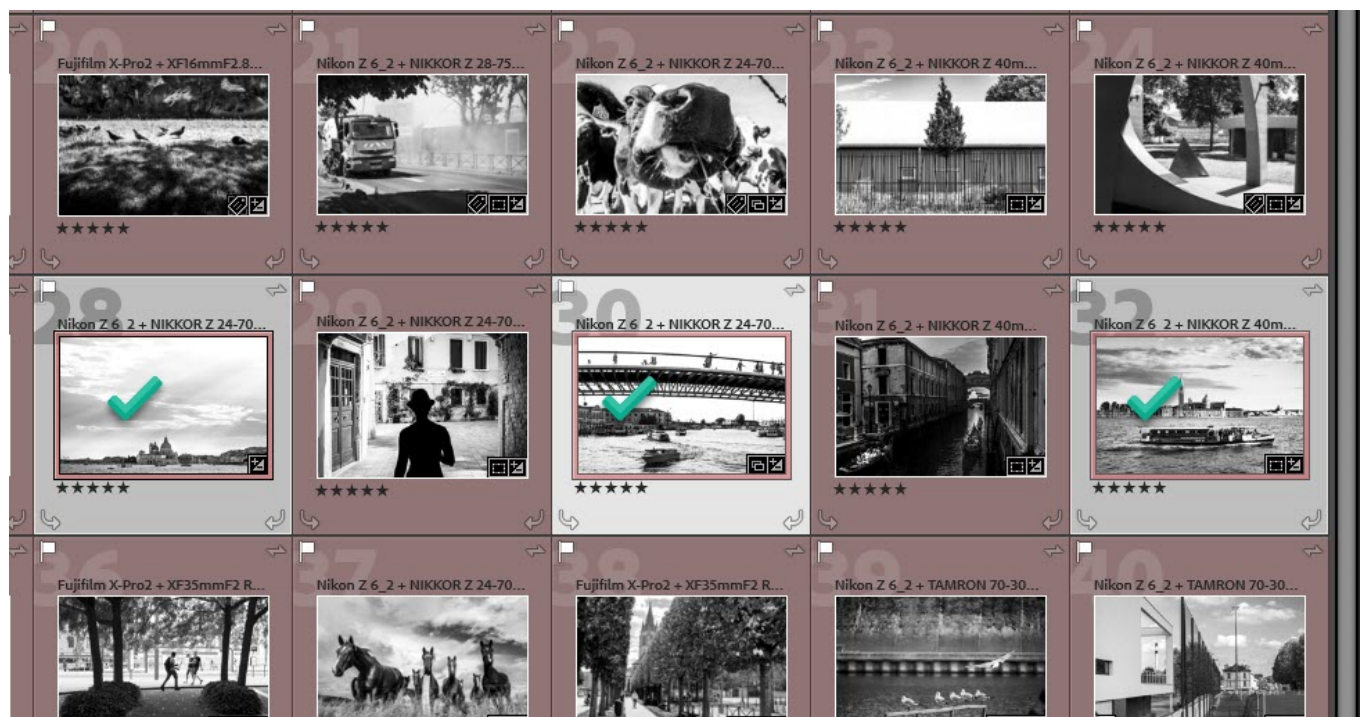 20 21 22 23 24
Fujifilm X-Pro2 + XF16mmF2.8... Nikon Z 6_2 + NIKKOR Z 28-75... Nikon Z 6_2 + NIKKOR Z 24-70... Nikon Z 6_2 + NIKKOR Z 40m... Nikon Z 6_2 + NIKKOR Z 40m...
28 29 30 31 32
Nikon Z 6_2 + NIKKOR Z 24-70... Nikon Z 6_2 + NIKKOR Z 24-70... Nikon Z 6_2 + NIKKOR Z 24-70... Nikon Z 6_2 + NIKKOR Z 40m... Nikon Z 6_2 + NIKKOR Z 40m...
36 37 38 39 40
Fujifilm X-Pro2 + XF35mmF2 R... Nikon Z 6_2 + NIKKOR Z 24-70... Fujifilm X-Pro2 + XF35mmF2 R... Nikon Z 6_2 + TAMRON 70-30... Nikon Z 6_2 + TAMRON 70-30...